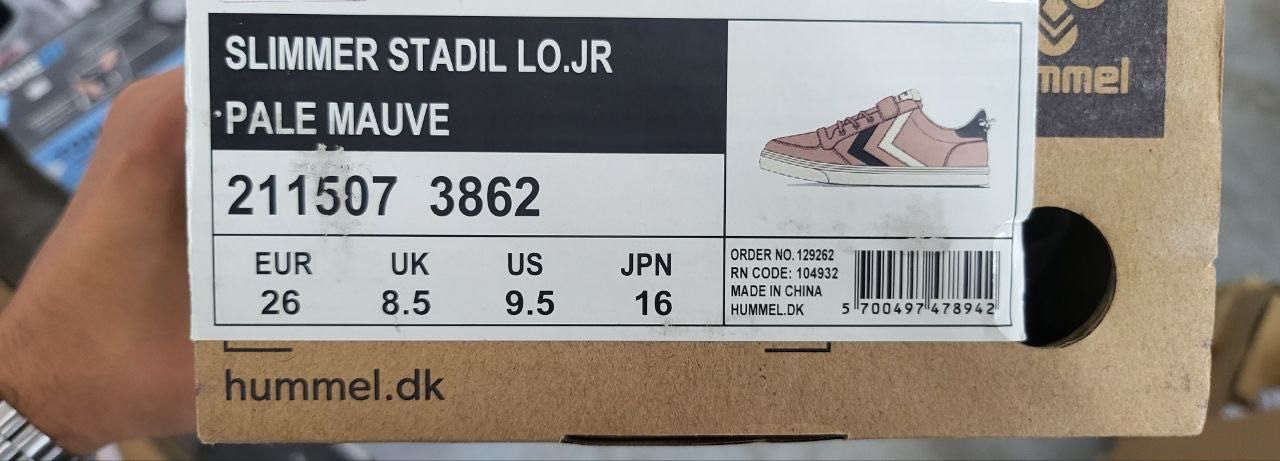 SLIMMER STADIL LO.JR
PALE MAUVE
211507 3862
EUR UK US JPN
26 8.5 9.5 16
ORDER NO. 129262
RN CODE: 104932
MADE IN CHINA
HUMMEL.DK
5 700497 478942
mmel
hummel.dk